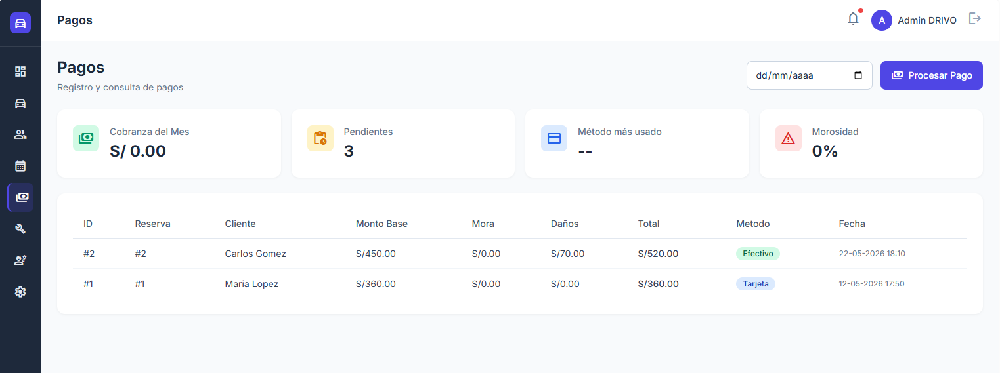 Pagos
A Admin DRIVO
Pagos
Registro y consulta de pagos
dd/mm/aaaa
Procesar Pago
Cobranza del Mes
S/ 0.00
Pendientes
3
Método más usado
--
Morosidad
0%
ID Reserva Cliente Monto Base Mora Daños Total Metodo Fecha
#2 #2 Carlos Gomez S/450.00 S/0.00 S/70.00 S/520.00 Efectivo 22-05-2026 18:10
#1 #1 Maria Lopez S/360.00 S/0.00 S/0.00 S/360.00 Tarjeta 12-05-2026 17:50